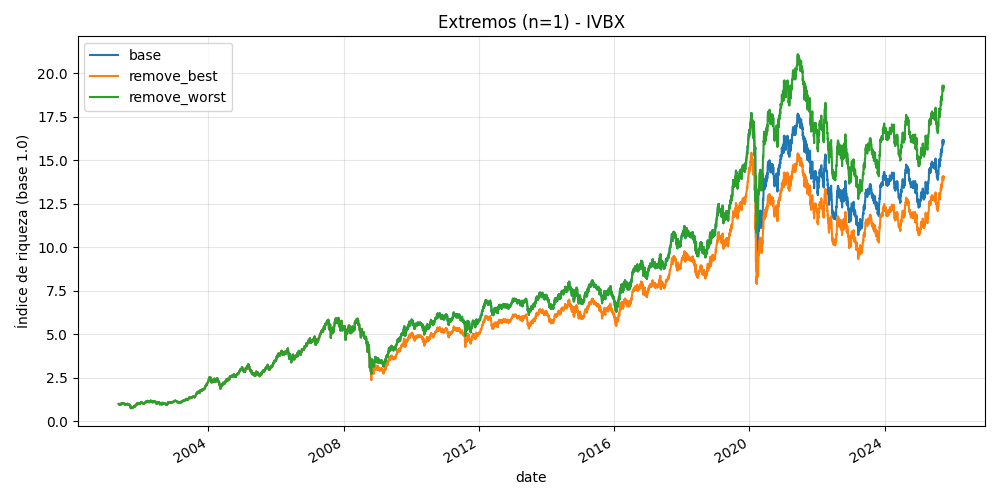 Extremos (n=1) - IVBX
base
remove_best
remove_worst
Índice de riqueza (base 1.0)
20.0
17.5
15.0
12.5
10.0
7.5
5.0
2.5
0.0
2004
2008
2012
2016
2020
2024
date